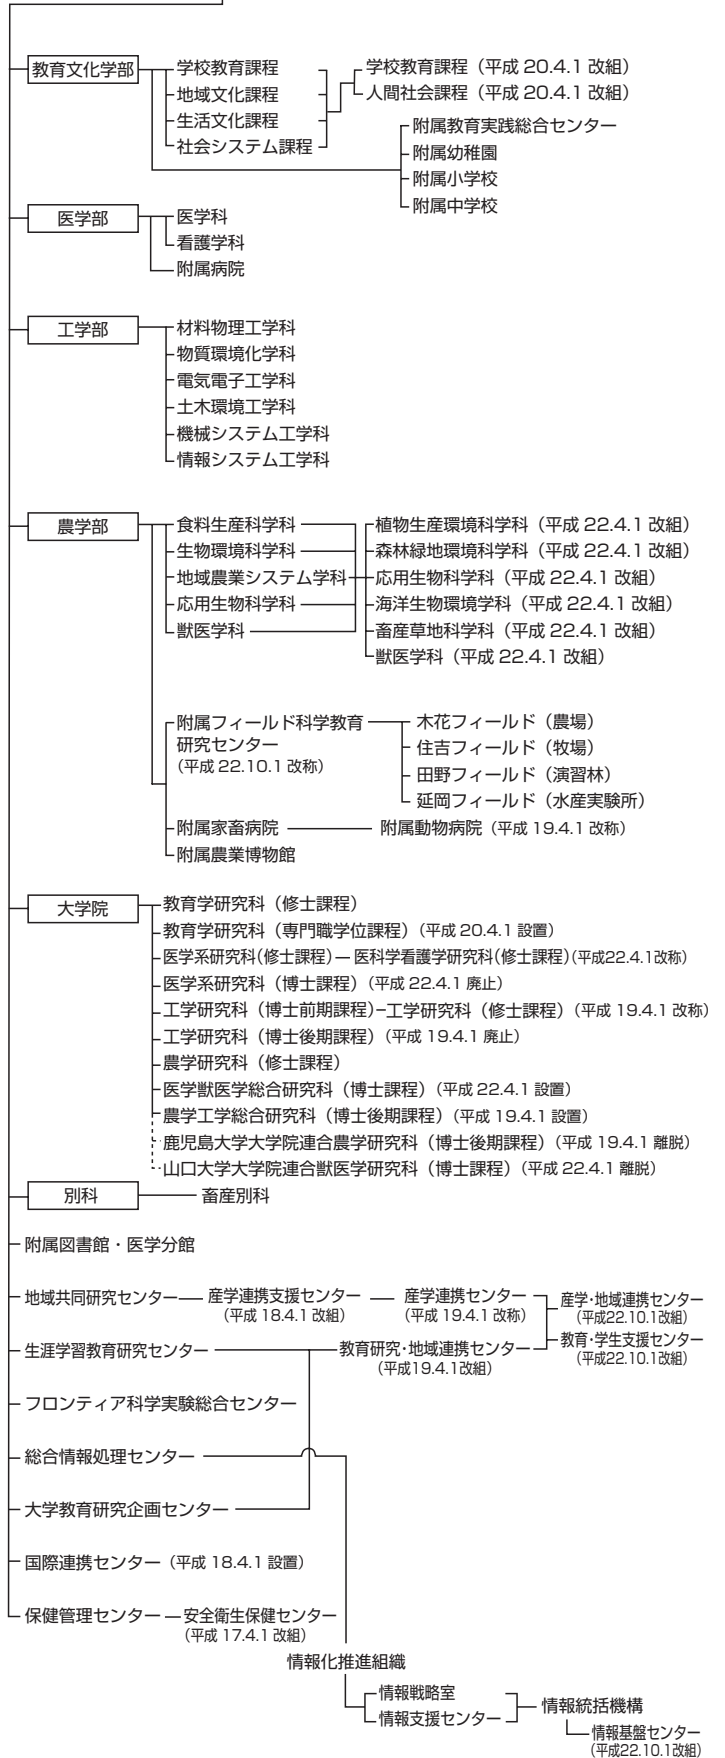 教育文化学部
学校教育課程
地域文化課程
生活文化課程
社会システム課程
学校教育課程（平成 20.4.1 改組）
人間社会課程（平成 20.4.1 改組）
附属教育実践総合センター
附属幼稚園
附属小学校
附属中学校
医学部
医学科
看護学科
附属病院
工学部
材料物理工学科
物質環境化学科
電気電子工学科
土木環境工学科
機械システム工学科
情報システム工学科
農学部
食料生産科学科
生物環境科学科
地域農業システム学科
応用生物科学科
獣医学科
植物生産環境科学科（平成 22.4.1 改組）
森林緑地環境科学科（平成 22.4.1 改組）
応用生物科学科（平成 22.4.1 改組）
海洋生物環境学科（平成 22.4.1 改組）
畜産草地科学科（平成 22.4.1 改組）
獣医学科（平成 22.4.1 改組）
附属フィールド科学教育
研究センター
（平成 22.10.1 改称）
木花フィールド（農場）
住吉フィールド（牧場）
田野フィールド（演習林）
延岡フィールド（水産実験所）
附属家畜病院
附属動物病院（平成 19.4.1 改称）
附属農業博物館
大学院
教育学研究科（修士課程）
教育学研究科（専門職学位課程）（平成 20.4.1 設置）
医学系研究科（修士課程）— 医科学看護学研究科（修士課程）（平成22.4.1改称）
医学系研究科（博士課程）（平成 22.4.1 廃止）
工学研究科（博士前期課程）–工学研究科（修士課程）（平成 19.4.1 改称）
工学研究科（博士後期課程）（平成 19.4.1 廃止）
農学研究科（修士課程）
医学獣医学総合研究科（博士課程）（平成 22.4.1 設置）
農学工学総合研究科（博士後期課程）（平成 19.4.1 設置）
鹿児島大学大学院連合農学研究科（博士後期課程）（平成 19.4.1 離脱）
山口大学大学院連合獣医学研究科（博士課程）（平成 22.4.1 離脱）
別科
畜産別科
附属図書館・医学分館
地域共同研究センター
産学連携支援センター
（平成 18.4.1 改組）
産学連携センター
（平成 19.4.1 改称）
産学・地域連携センター
（平成22.10.1改組）
教育・学生支援センター
（平成22.10.1改組）
生涯学習教育研究センター
教育研究・地域連携センター
（平成19.4.1改組）
フロンティア科学実験総合センター
総合情報処理センター
大学教育研究企画センター
国際連携センター（平成 18.4.1 設置）
保健管理センター
安全衛生保健センター
（平成 17.4.1 改組）
情報化推進組織
情報戦略室
情報支援センター
情報統括機構
情報基盤センター
（平成22.10.1改組）